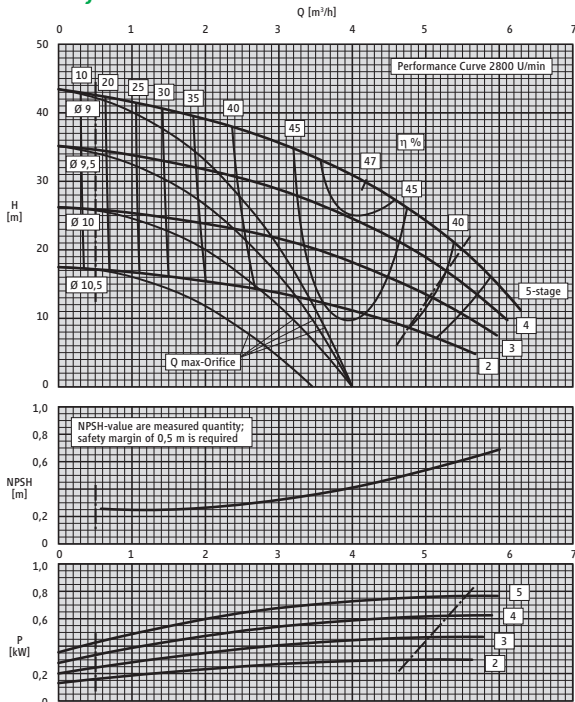 Q [m³/h]
0 1 2 3 4 5 6 7
50
Performance Curve 2800 U/min
10 20 25 30 35 40 45
Ø 9
40
47
η %
45
40
Ø 9,5
30
H
[m]
Ø 10
20
Ø 10,5
5-stage
10
4
3
2
Q max-Orifice
0
1,0
NPSH-value are measured quantity;
safety margin of 0,5 m is required
0,8
0,6
NPSH
[m]
0,2
0
0 1 2 3 4 5 6 7
1,0
0,8
5
0,6
4
P
[kW]
3
0,2
2
0